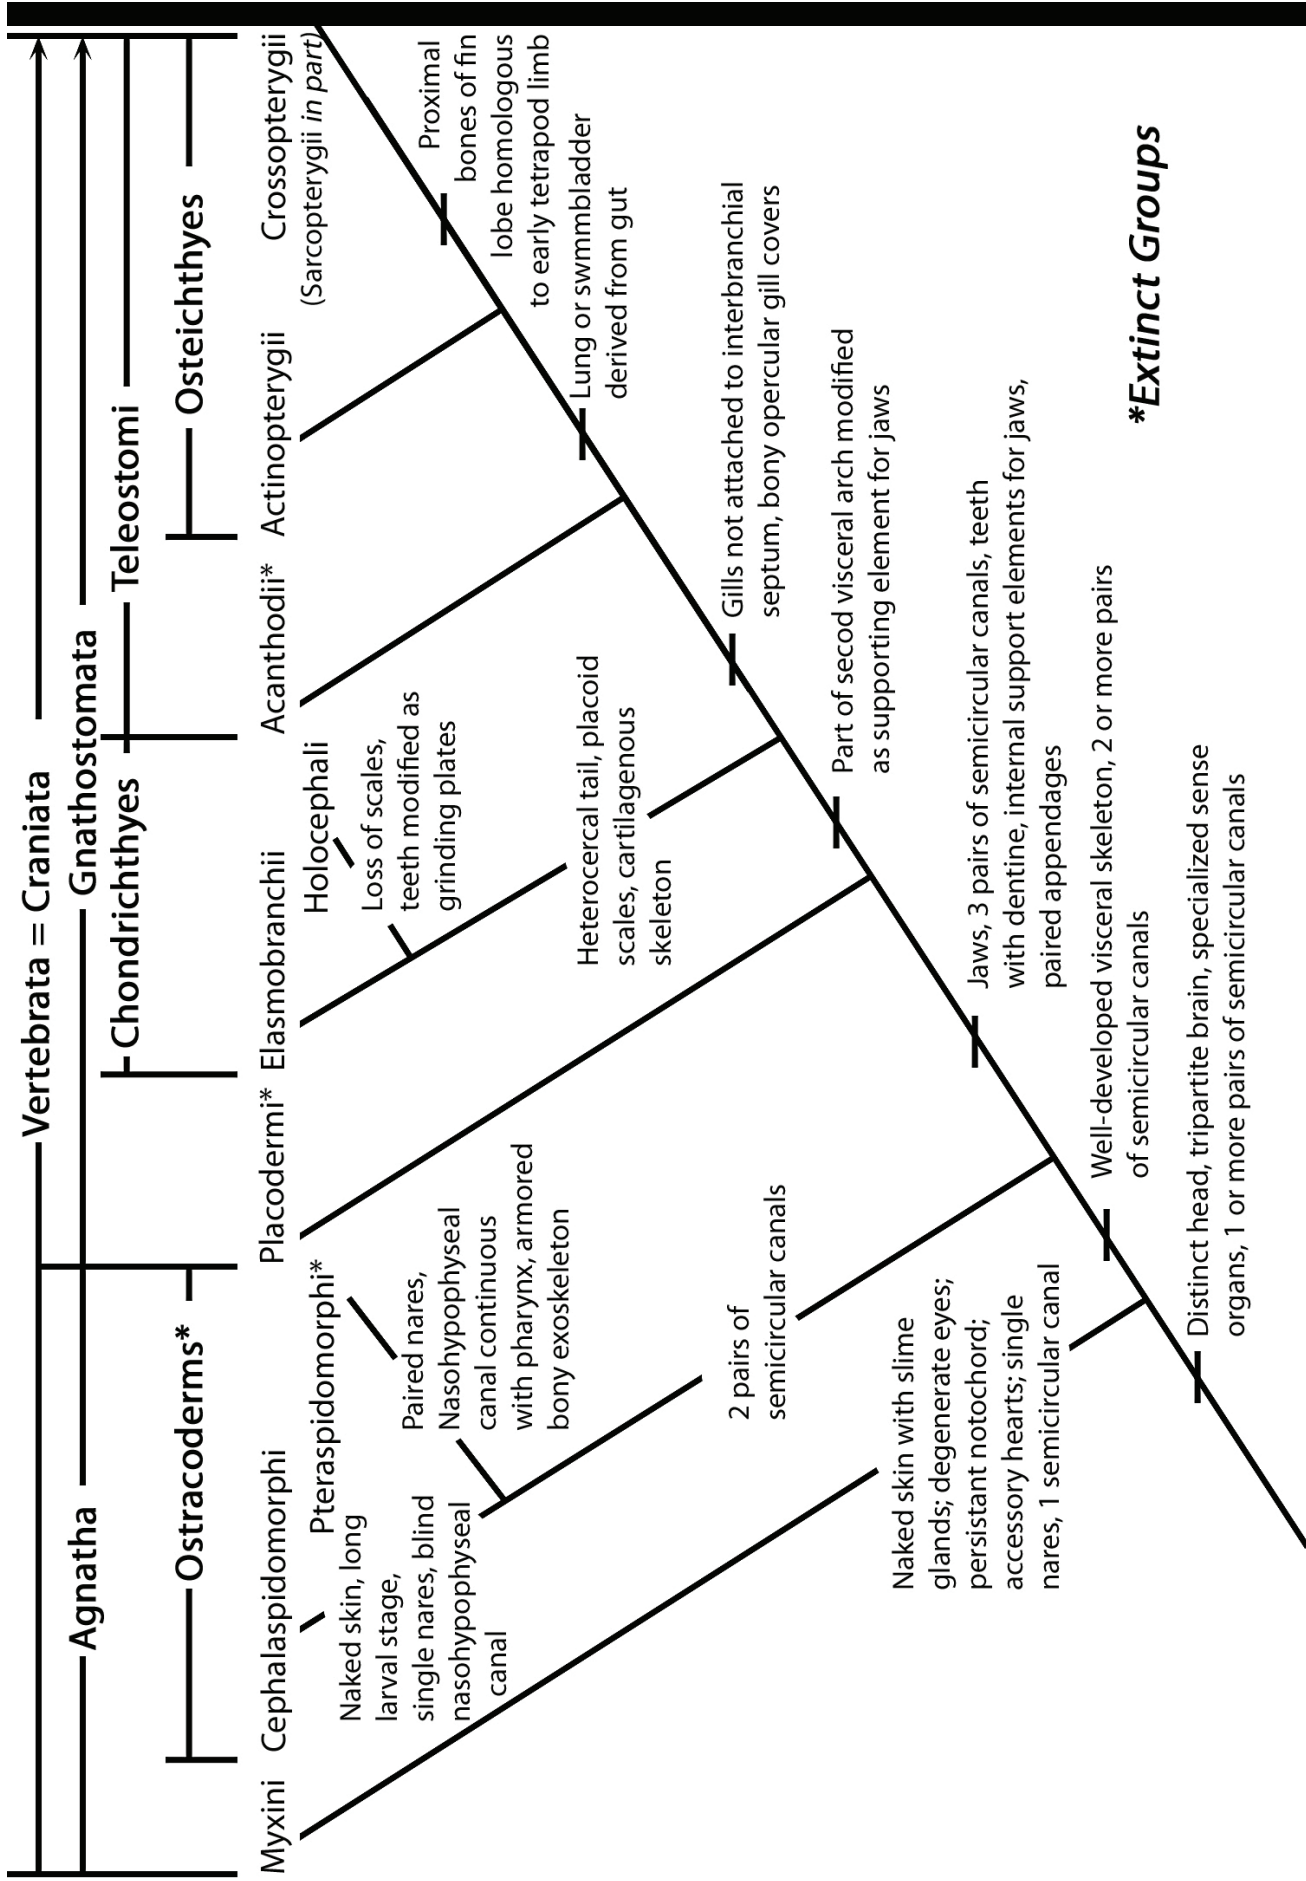 Vertebrata = Craniata
Agnatha
Gnathostomata
Chondrichthyes
Teleostomi
Ostracoderms*
Osteichthyes
Myxini
Cephalaspidomorphi
Pteraspidomorphi*
Placodermi*
Elasmobranchii
Holocephali
Acanthodii*
Actinopterygii
Crossopterygii
(Sarcopterygii in part)
Naked skin, long
larval stage,
single nares, blind
nasohypophyseal
canal
Paired nares,
Nasohypophyseal
canal continuous
with pharynx, armored
bony exoskeleton
Loss of scales,
teeth modified as
grinding plates
Proximal
bones of fin
lobe homologous
to early tetrapod limb
Lung or swmmbladder
derived from gut
Heterocercal tail, placoid
scales, cartilagenous
skeleton
Gills not attached to interbranchial
septum, bony opercular gill covers
2 pairs of
semicircular canals
Part of secod visceral arch modified
as supporting element for jaws
Naked skin with slime
glands; degenerate eyes;
persistant notochord;
accessory hearts; single
nares, 1 semicircular canal
Jaws, 3 pairs of semicircular canals, teeth
with dentine, internal support elements for jaws,
paired appendages
Well-developed visceral skeleton, 2 or more pairs
of semicircular canals
Distinct head, tripartite brain, specialized sense
organs, 1 or more pairs of semicircular canals
*Extinct Groups